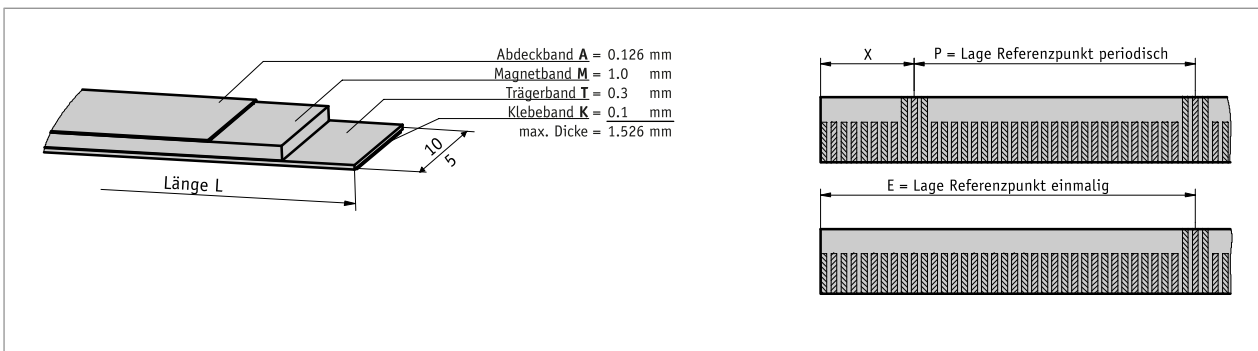 Abdeckband A = 0.126 mm
Magnetband M = 1.0 mm
Trägerband T = 0.3 mm
Klebeband K = 0.1 mm
max. Dicke = 1.526 mm
10
5
Länge L
X
P = Lage Referenzpunkt periodisch
E = Lage Referenzpunkt einmalig